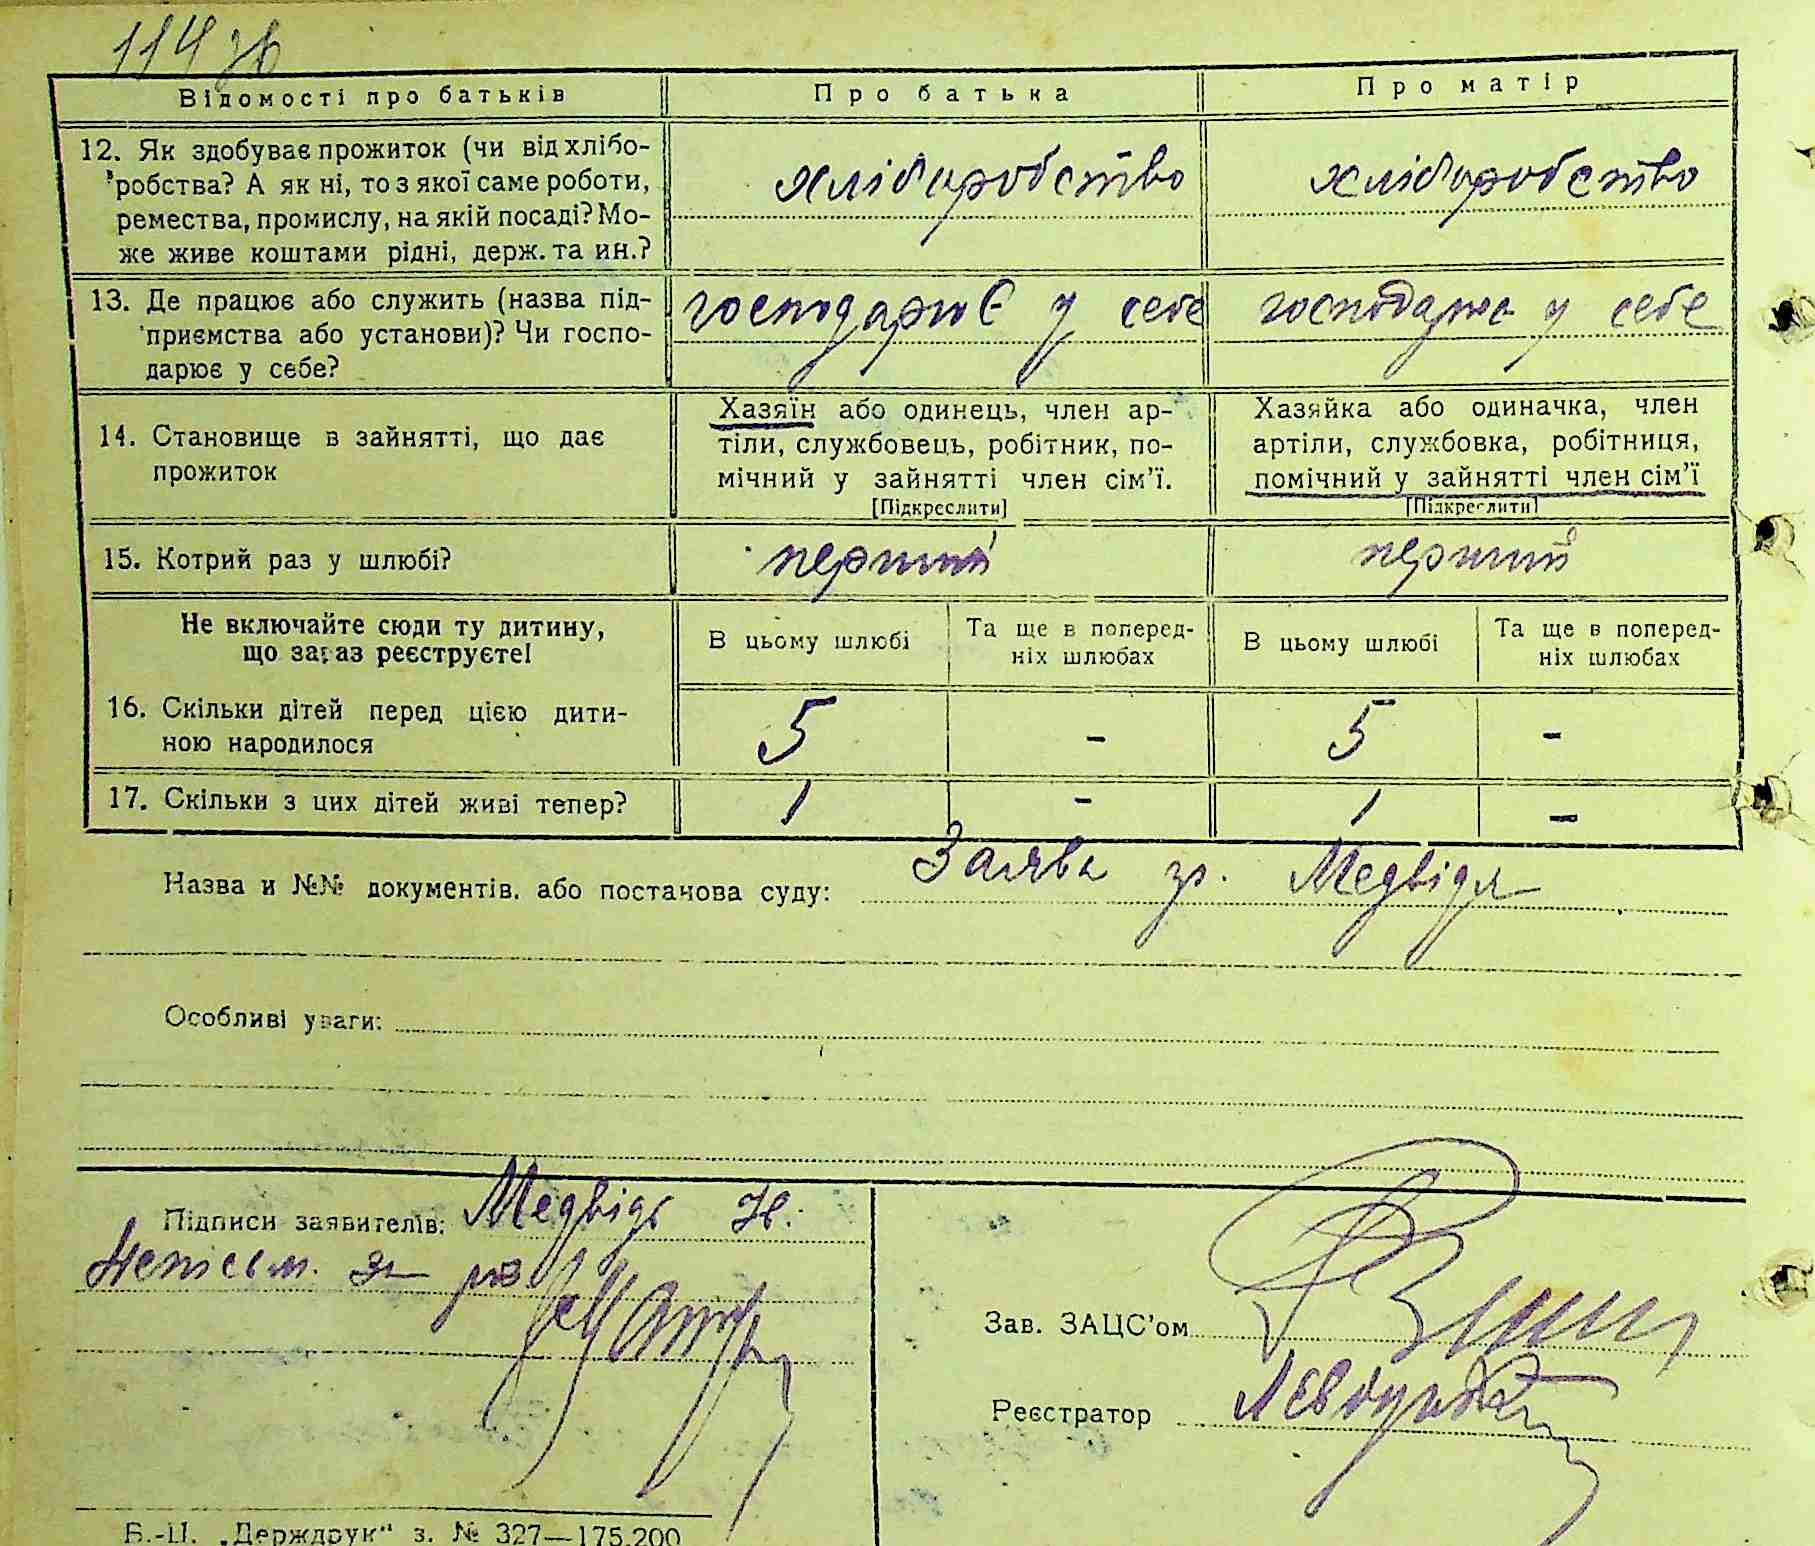 114 зв
Відомості про батьків
Про батька
Про матір
12. Як здобуває прожиток (чи від хлібо-
робства? А як ні, то з якої саме роботи,
ремества, промислу, на якій посаді? Мо-
же живе коштами рідні, держ. та ин.?
хліборобство
хліборобство
13. Де працює або служить (назва під-
приємства або установи)? Чи госпо-
дарює у себе?
господарює у себе
господарює у себе
14. Становище в зайнятті, що дає
прожиток
Хазяїн або одинець, член ар-
тіли, службовець, робітник, по-
мічний у зайнятті член сім'ї.
[Підкреслити]
Хазяйка або одиначка, член
артіли, службовка, робітниця,
помічний у зайнятті член сім'ї
[Підкреслити]
15. Котрий раз у шлюбі?
перший
перший
Не включайте сюди ту дитину,
що зараз реєструєте!
В цьому шлюбі
Та ще в поперед-
ніх шлюбах
В цьому шлюбі
Та ще в поперед-
ніх шлюбах
16. Скільки дітей перед цією дити-
ною народилося
5 - 5 -
17. Скільки з цих дітей живі тепер?
1 - 1 -
Назва и №№ документів, або постанова суду: Заява гр. Медвідя
Особливі уваги:
Підписи заявителів: Медвідь Н.
Неписьм. за
Зав. ЗАЦС'ом
Реєстратор
Б.-Ц. „Держдрук" з. № 327—175.200